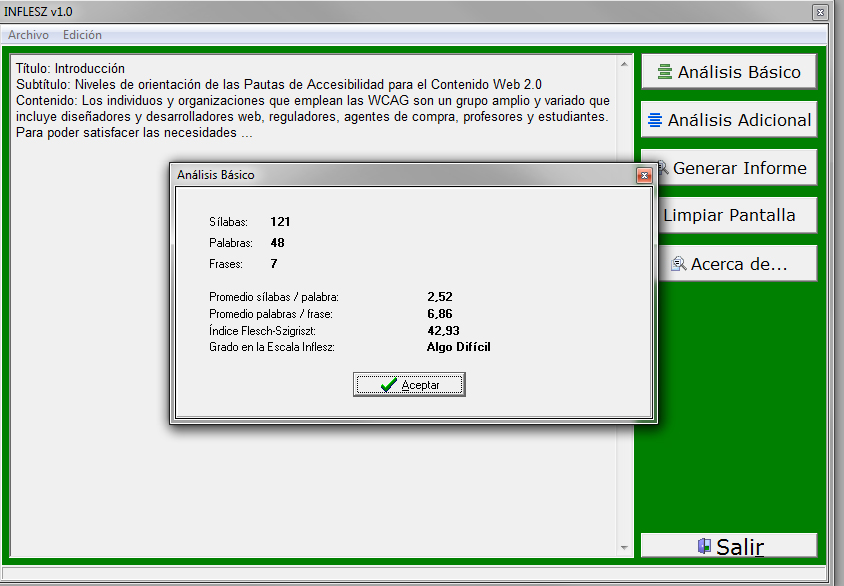 INFLESZ v1.0
Archivo Edición
Título: Introducción
Subtítulo: Niveles de orientación de las Pautas de Accesibilidad para el Contenido Web 2.0
Contenido: Los individuos y organizaciones que emplean las WCAG son un grupo amplio y variado que
incluye diseñadores y desarrolladores web, reguladores, agentes de compra, profesores y estudiantes.
Para poder satisfacer las necesidades ...
Análisis Básico
Análisis Adicional
Generar Informe
Limpiar Pantalla
Acerca de...
Salir
Análisis Básico
Sílabas: 121
Palabras: 48
Frases: 7
Promedio sílabas / palabra: 2,52
Promedio palabras / frase: 6,86
Índice Flesch-Szigriszt: 42,93
Grado en la Escala Inflesz: Algo Difícil
Aceptar